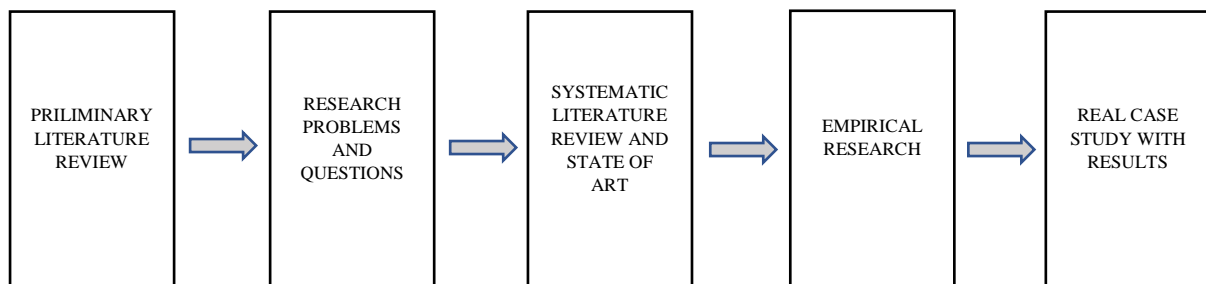 PRILIMINARY
LITERATURE
REVIEW
RESEARCH
PROBLEMS
AND
QUESTIONS
SYSTEMATIC
LITERATURE
REVIEW AND
STATE OF
ART
EMPIRICAL
RESEARCH
REAL CASE
STUDY WITH
RESULTS